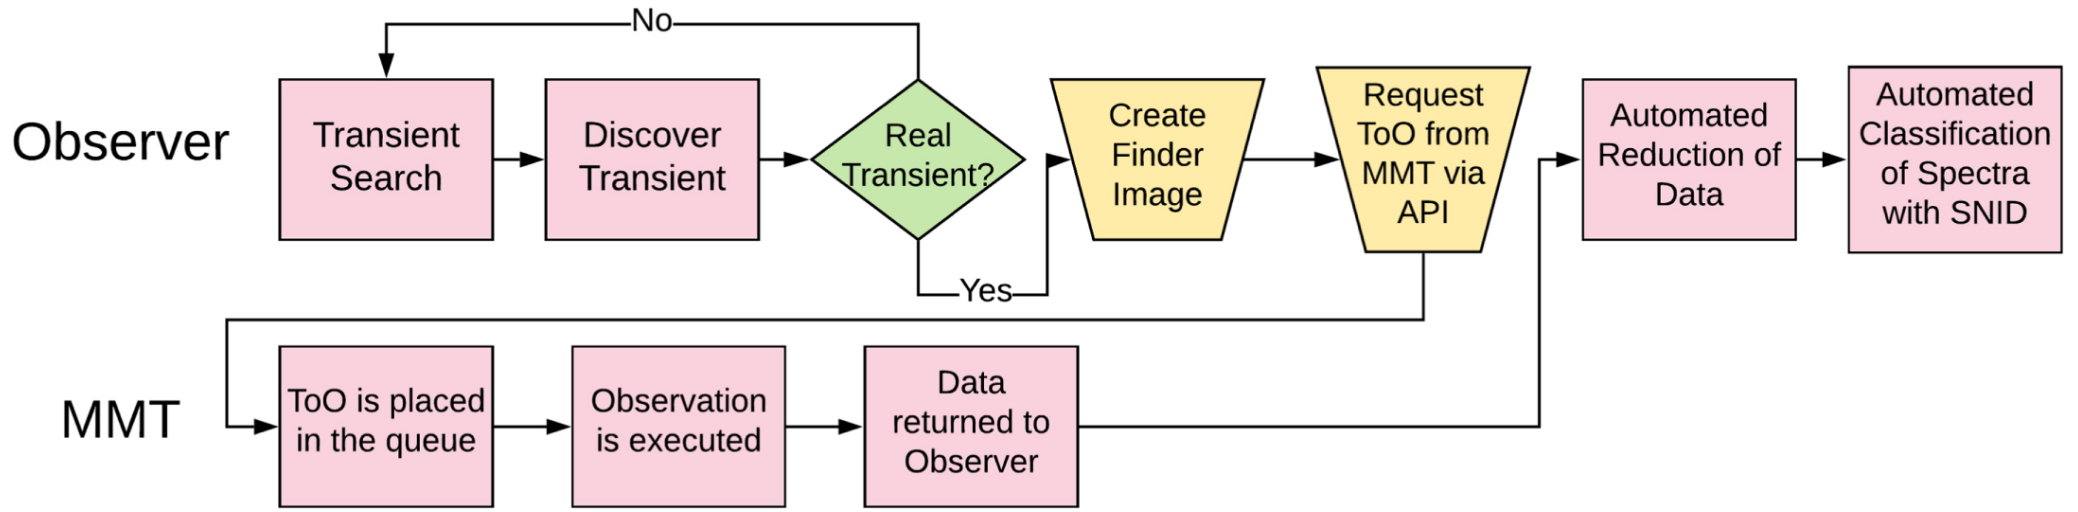 No
Observer
Transient
Search
Discover
Transient
Real
Transient?
Yes
Create
Finder
Image
Request
ToO from
MMT via
API
Automated
Reduction of
Data
Automated
Classification
of Spectra
with SNID
MMT
ToO is placed
in the queue
Observation
is executed
Data
returned to
Observer